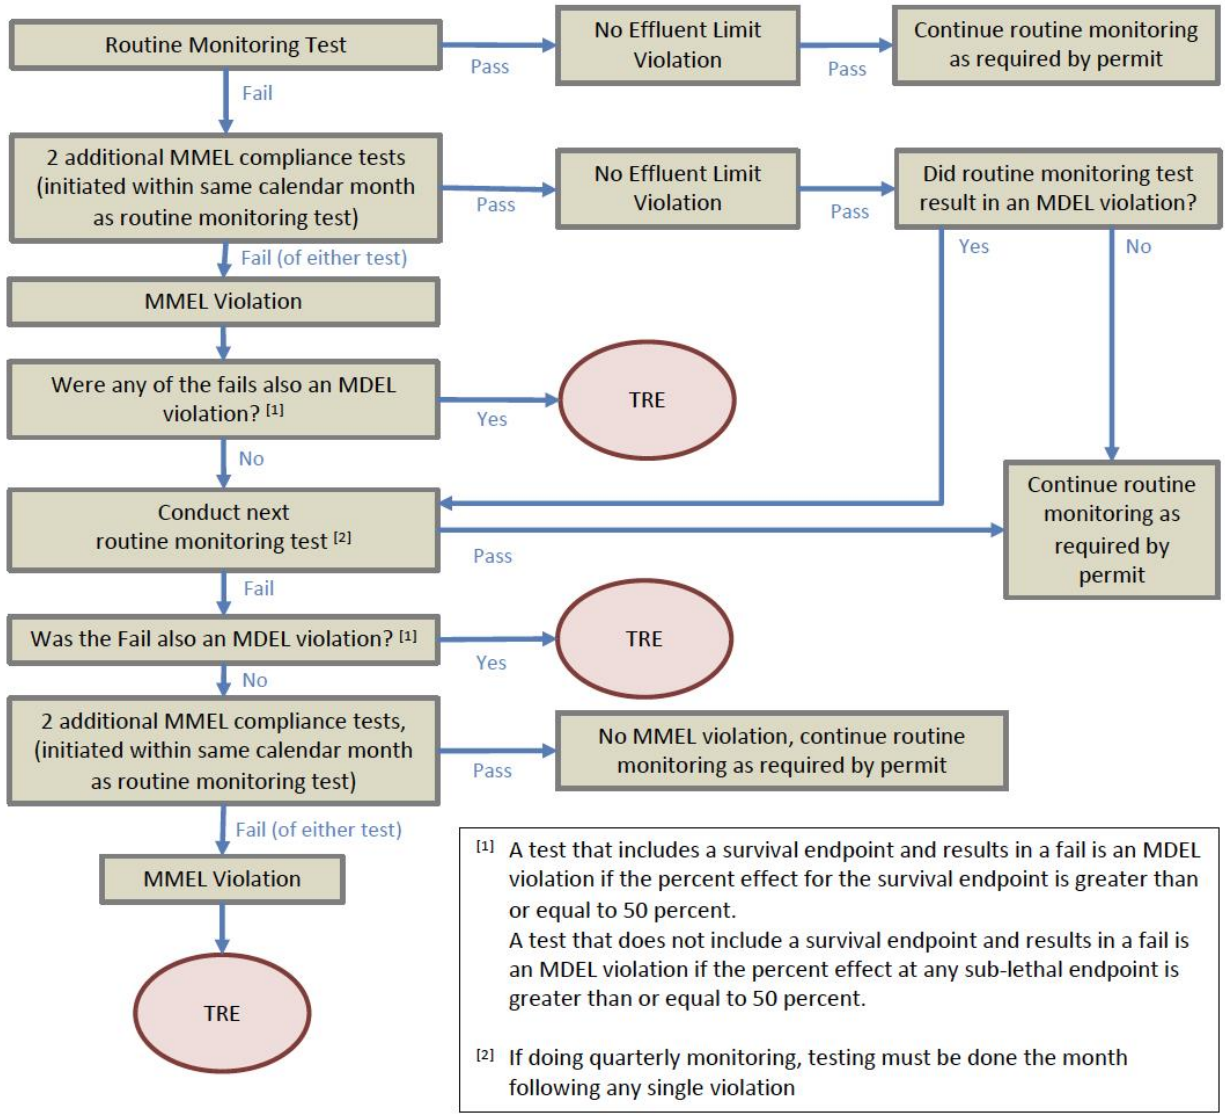 Routine Monitoring Test
Pass
No Effluent Limit
Violation
Pass
Continue routine monitoring
as required by permit
Fail
2 additional MMEL compliance tests
(initiated within same calendar month
as routine monitoring test)
Pass
No Effluent Limit
Violation
Pass
Did routine monitoring test
result in an MDEL violation?
Yes
No
Fail (of either test)
MMEL Violation
Were any of the fails also an MDEL
violation? [1]
Yes
TRE
No
Conduct next
routine monitoring test [2]
Pass
Continue routine
monitoring as
required by
permit
Fail
Was the Fail also an MDEL violation? [1]
Yes
TRE
No
2 additional MMEL compliance tests,
(initiated within same calendar month
as routine monitoring test)
Pass
No MMEL violation, continue routine
monitoring as required by permit
Fail (of either test)
MMEL Violation
TRE
[1] A test that includes a survival endpoint and results in a fail is an MDEL
violation if the percent effect for the survival endpoint is greater than
or equal to 50 percent.
A test that does not include a survival endpoint and results in a fail is
an MDEL violation if the percent effect at any sub-lethal endpoint is
greater than or equal to 50 percent.
[2] If doing quarterly monitoring, testing must be done the month
following any single violation